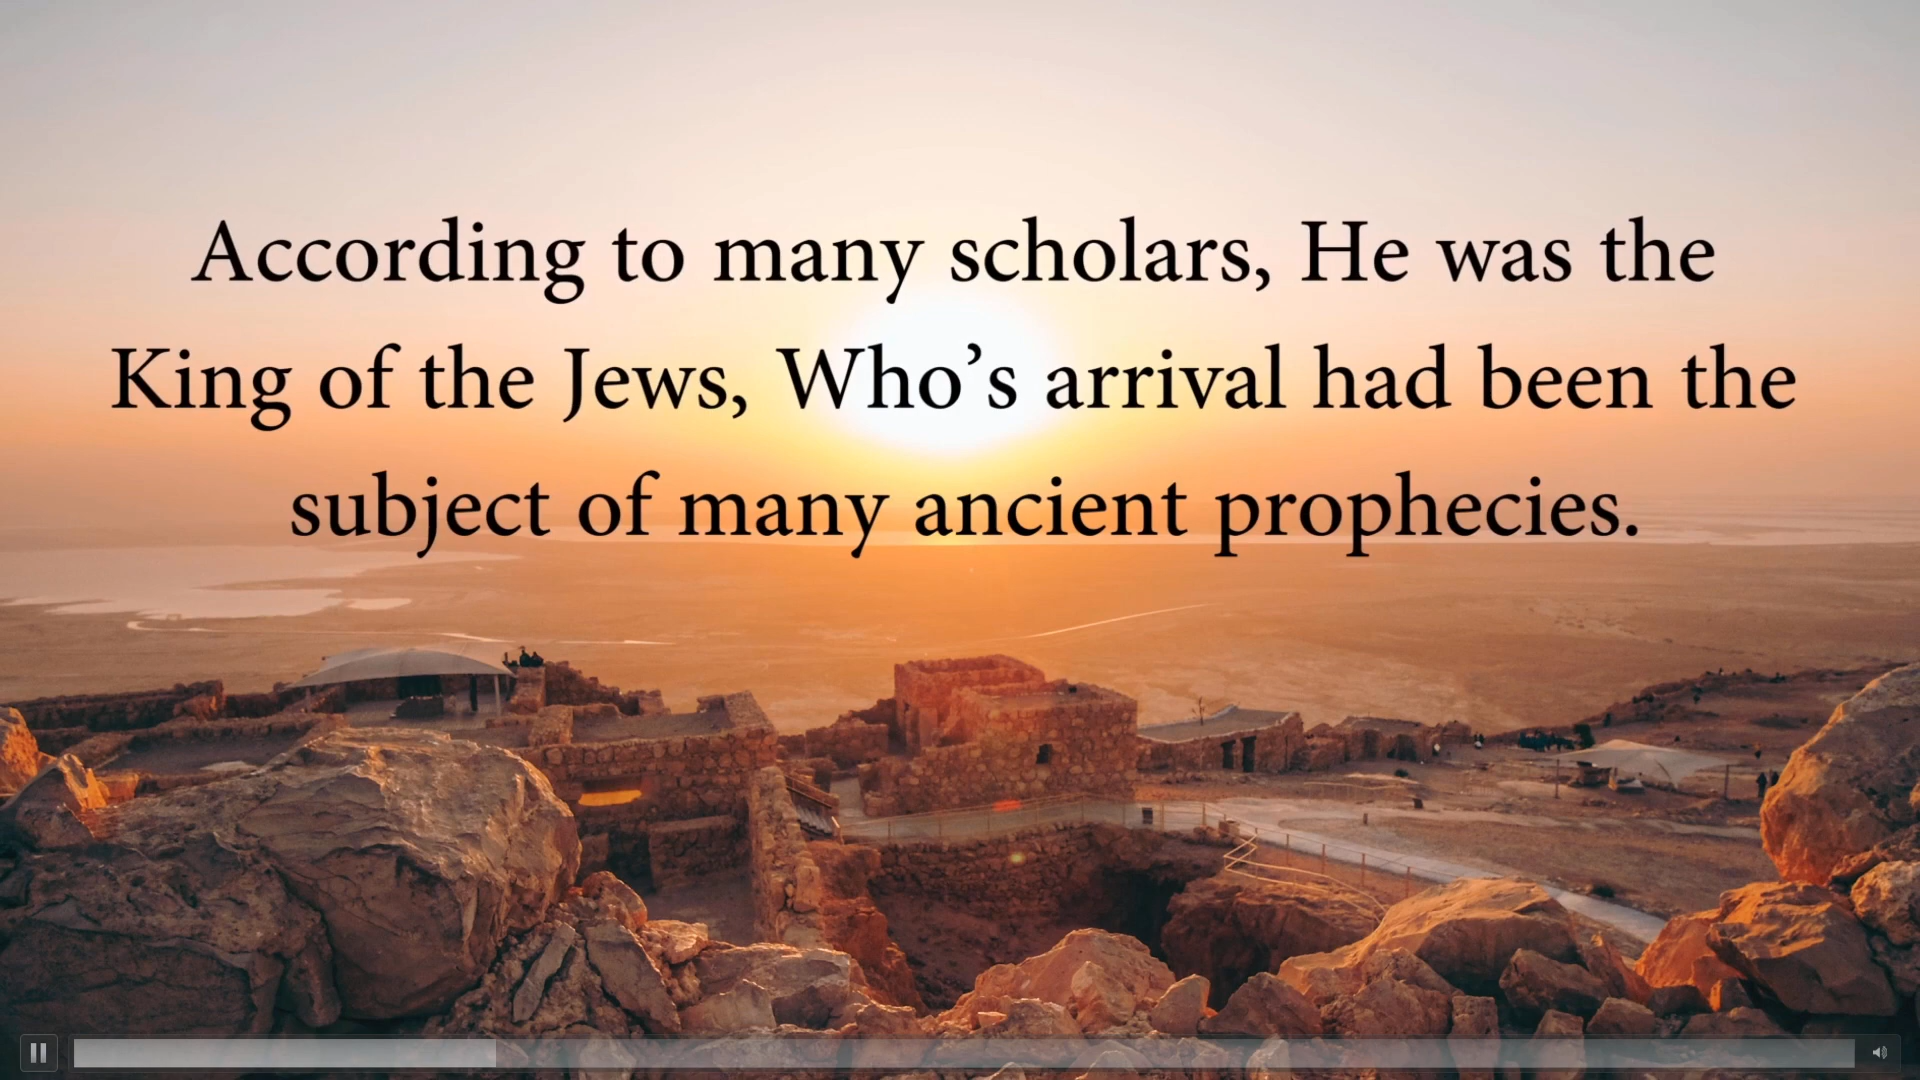 According to many scholars, He was the
King of the Jews, Who’s arrival had been the
subject of many ancient prophecies.